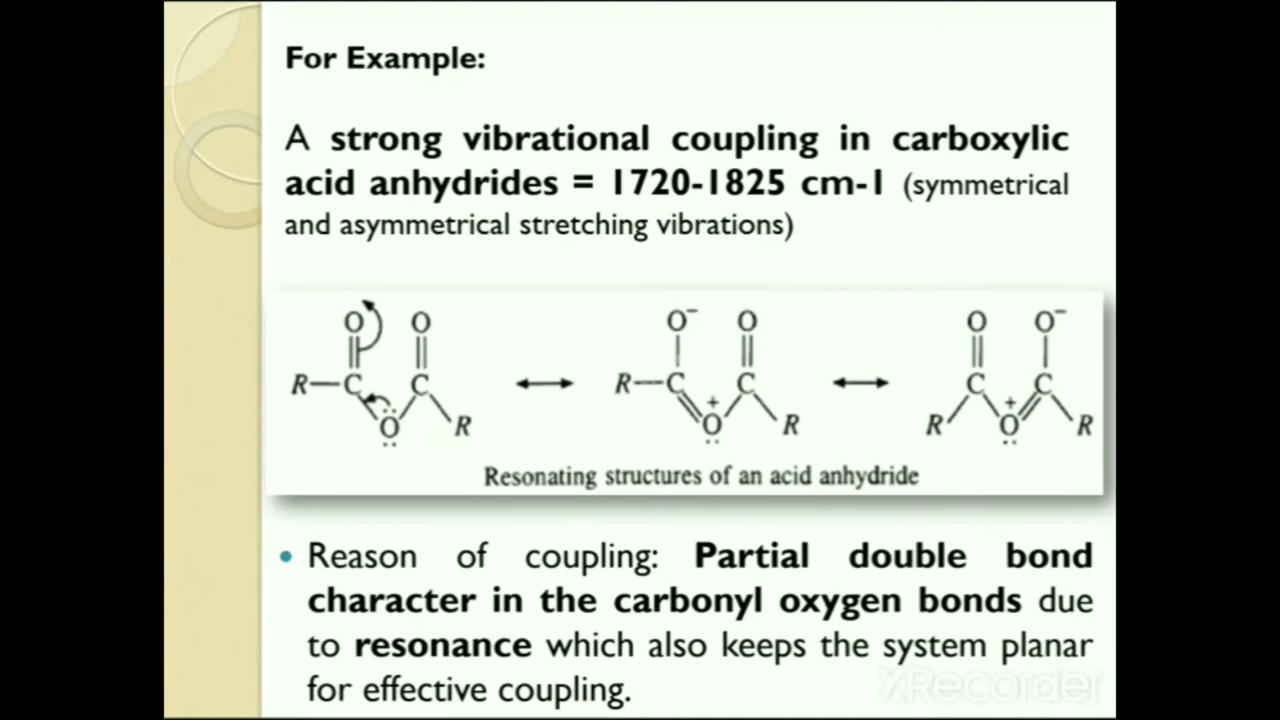 For Example:
A strong vibrational coupling in carboxylic
acid anhydrides = 1720-1825 cm-1 (symmetrical
and asymmetrical stretching vibrations)
O O O⁻ O O O⁻
R—C C R—C C C C
O R O⁺ R R O⁺ R
Resonating structures of an acid anhydride
• Reason of coupling: Partial double bond
character in the carbonyl oxygen bonds due
to resonance which also keeps the system planar
for effective coupling.
XRecorder